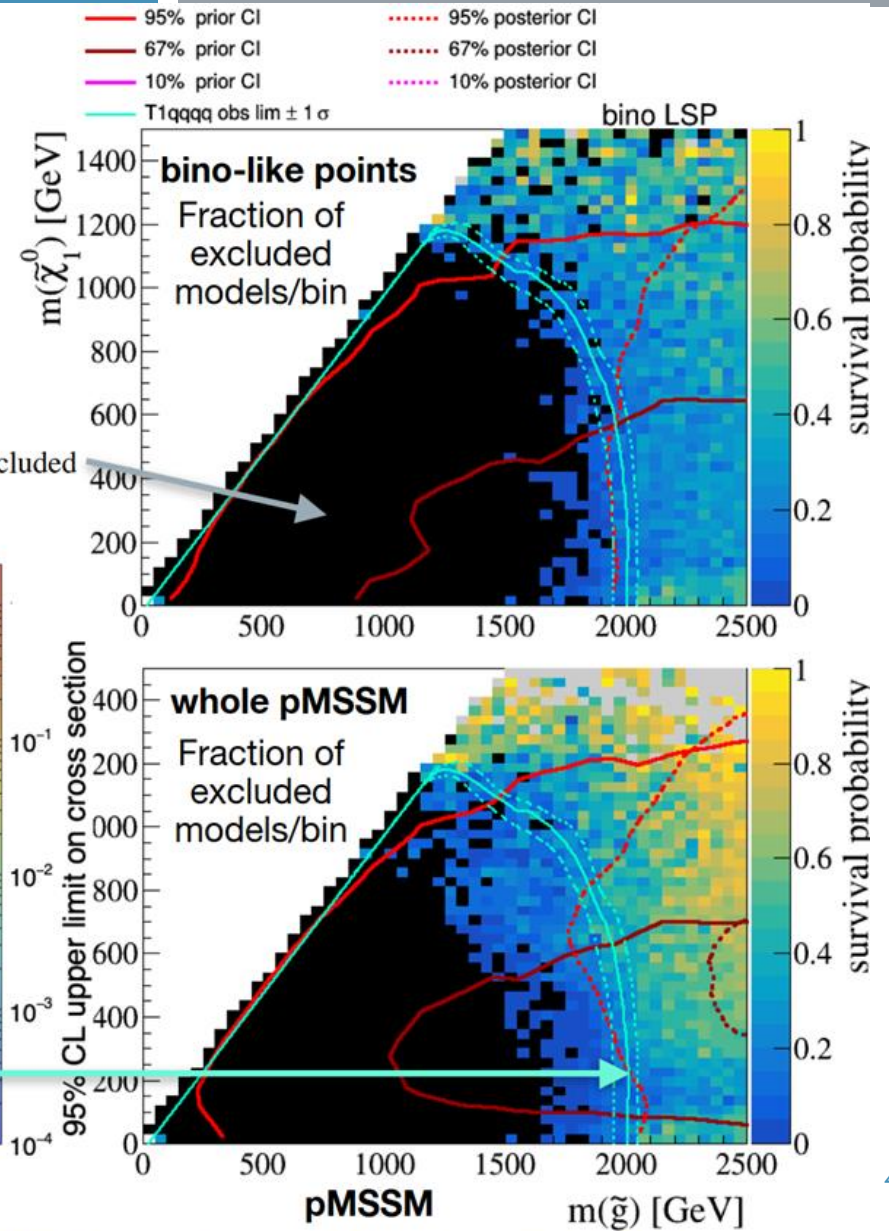 95% prior CI
95% posterior CI
67% prior CI
67% posterior CI
10% prior CI
10% posterior CI
T1qqqq obs lim ± 1 σ
bino LSP
m(χ̃⁰₁) [GeV]
1400
1200
1000
800
600
400
200
0
bino-like points
Fraction of
excluded
models/bin
cluded
0 500 1000 1500 2000 2500
1
0.8
0.6
0.4
0.2
0
survival probability
95% CL upper limit on cross section
10⁻¹
10⁻²
10⁻³
10⁻⁴
400
200
000
800
600
400
200
0
whole pMSSM
Fraction of
excluded
models/bin
0 500 1000 1500 2000 2500
1
0.8
0.6
0.4
0.2
0
survival probability
pMSSM
m(g̃) [GeV]